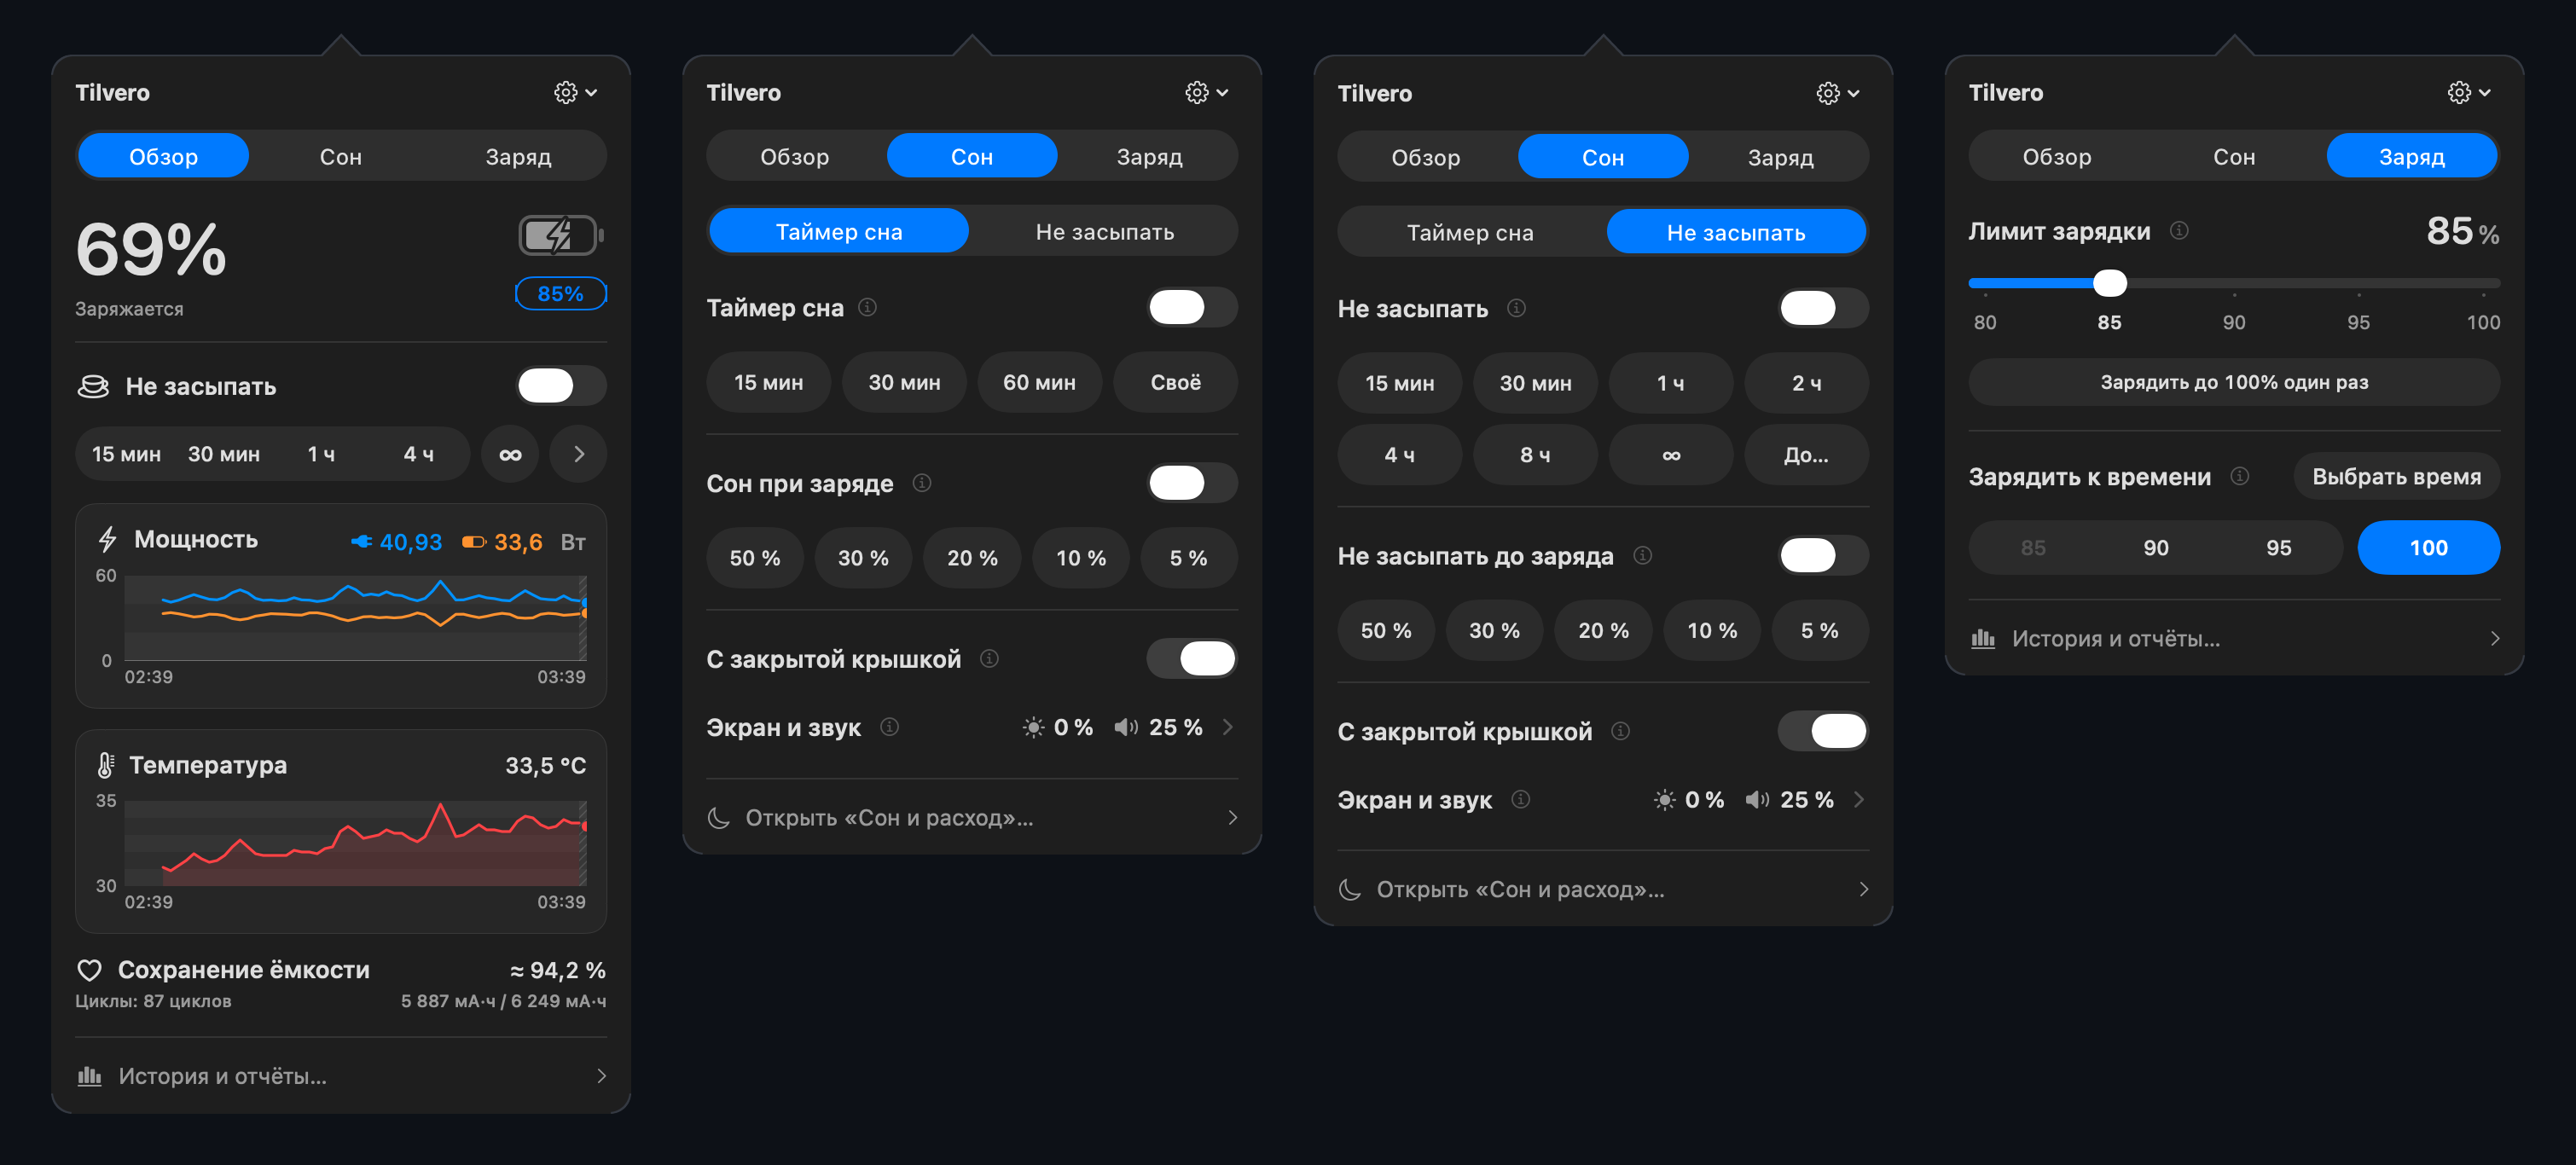 Tilvero
Обзор Сон Заряд
69%
85%
Заряжается
Не засыпать
15 мин 30 мин 1 ч 4 ч ∞
Мощность 40,93 33,6 Вт
60
0
02:39 03:39
Температура 33,5 °C
35
30
02:39 03:39
Сохранение ёмкости ≈ 94,2 %
Циклы: 87 циклов 5 887 мА·ч / 6 249 мА·ч
История и отчёты...
Tilvero
Обзор Сон Заряд
Таймер сна Не засыпать
Таймер сна
15 мин 30 мин 60 мин Своё
Сон при заряде
50 % 30 % 20 % 10 % 5 %
С закрытой крышкой
Экран и звук 0 % 25 %
Открыть «Сон и расход»...
Tilvero
Обзор Сон Заряд
Таймер сна Не засыпать
Не засыпать
15 мин 30 мин 1 ч 2 ч
4 ч 8 ч ∞ До...
Не засыпать до заряда
50 % 30 % 20 % 10 % 5 %
С закрытой крышкой
Экран и звук 0 % 25 %
Открыть «Сон и расход»...
Tilvero
Обзор Сон Заряд
Лимит зарядки 85 %
80 85 90 95 100
Зарядить до 100% один раз
Зарядить к времени Выбрать время
85 90 95 100
История и отчёты...